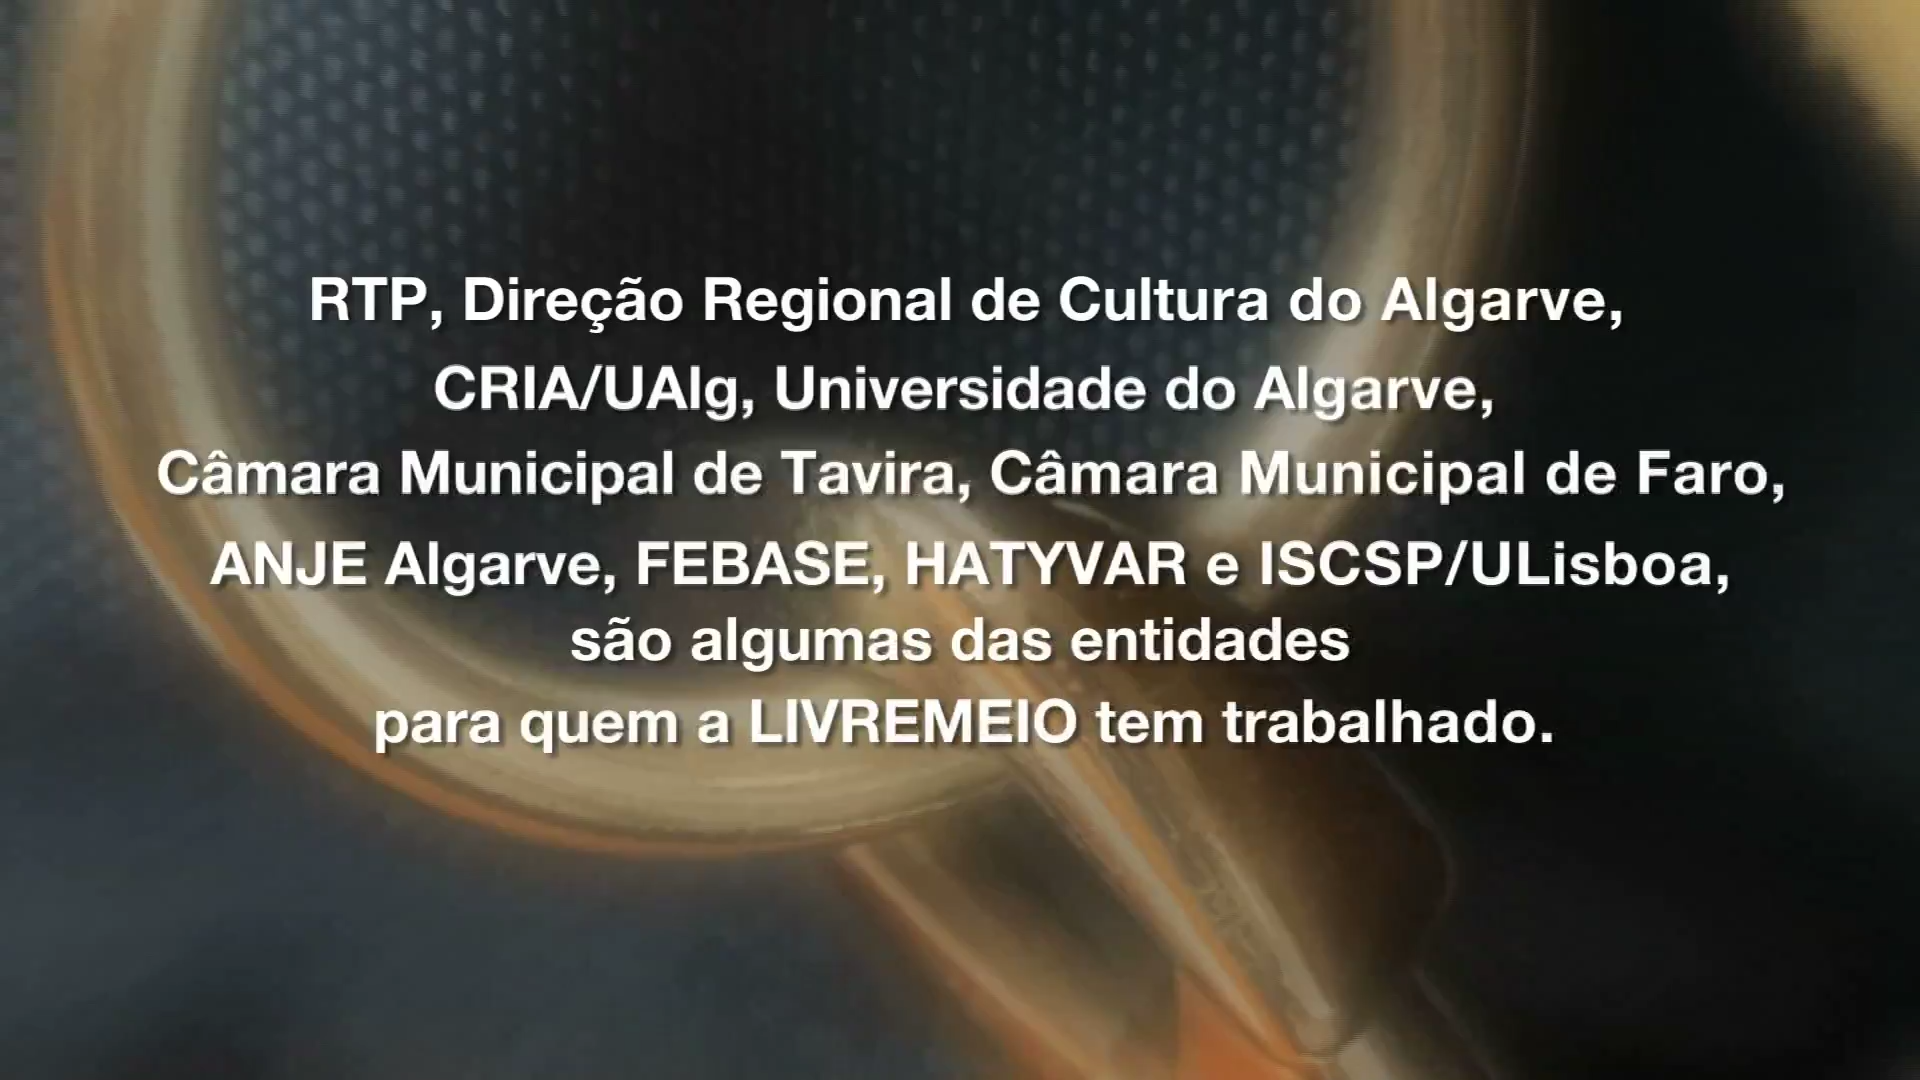 RTP, Direção Regional de Cultura do Algarve,
CRIA/UAlg, Universidade do Algarve,
Câmara Municipal de Tavira, Câmara Municipal de Faro,
ANJE Algarve, FEBASE, HATYVAR e ISCSP/ULisboa,
são algumas das entidades
para quem a LIVREMEIO tem trabalhado.